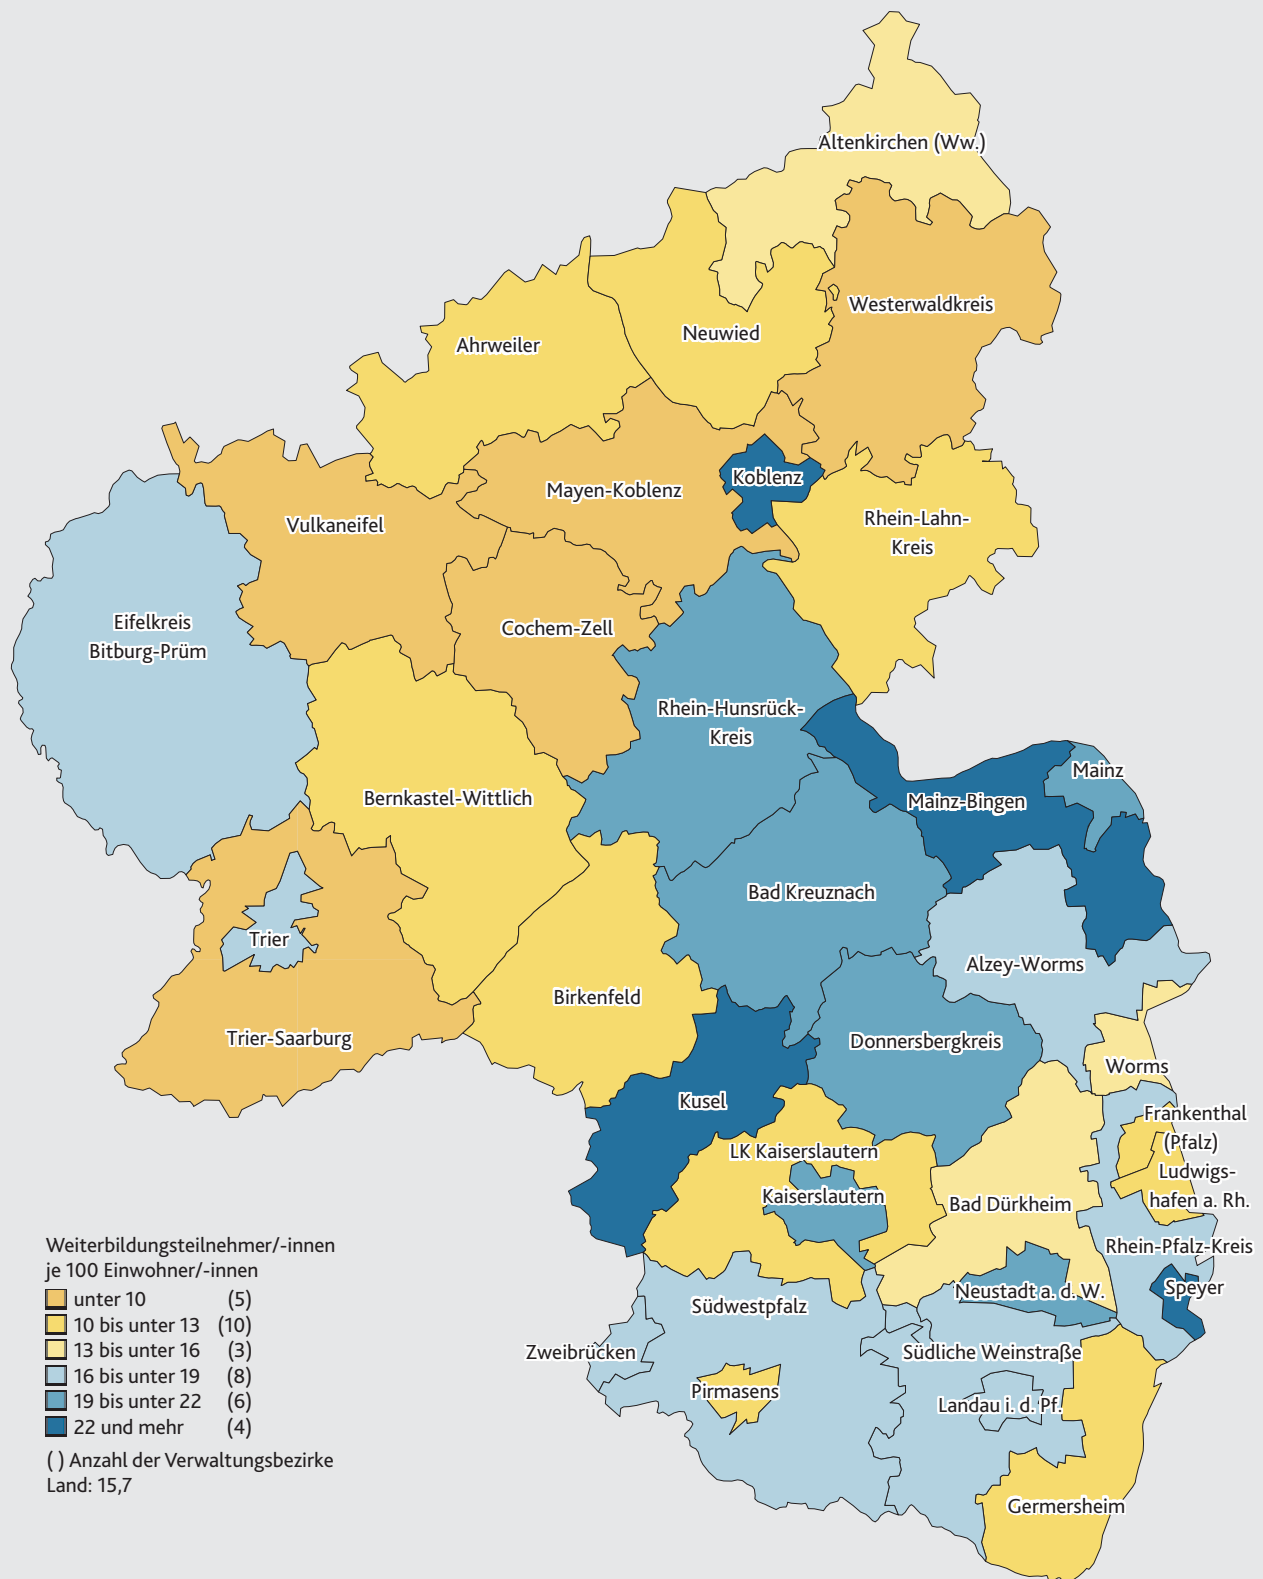 Altenkirchen (Ww.)
Westerwaldkreis
Neuwied
Ahrweiler
Koblenz
Mayen-Koblenz
Rhein-Lahn-
Kreis
Vulkaneifel
Eifelkreis
Bitburg-Prüm
Cochem-Zell
Rhein-Hunsrück-
Kreis
Mainz
Bernkastel-Wittlich
Mainz-Bingen
Bad Kreuznach
Trier
Alzey-Worms
Birkenfeld
Trier-Saarburg
Donnersbergkreis
Worms
Kusel
Frankenthal
(Pfalz)
LK Kaiserslautern
Ludwigs-
hafen a. Rh.
Kaiserslautern
Bad Dürkheim
Rhein-Pfalz-Kreis
Neustadt a. d. W.
Speyer
Südwestpfalz
Zweibrücken
Südliche Weinstraße
Pirmasens
Landau i. d. Pf.
Germersheim
Weiterbildungsteilnehmer/-innen
je 100 Einwohner/-innen
unter 10 (5)
10 bis unter 13 (10)
13 bis unter 16 (3)
16 bis unter 19 (8)
19 bis unter 22 (6)
22 und mehr (4)
( ) Anzahl der Verwaltungsbezirke
Land: 15,7